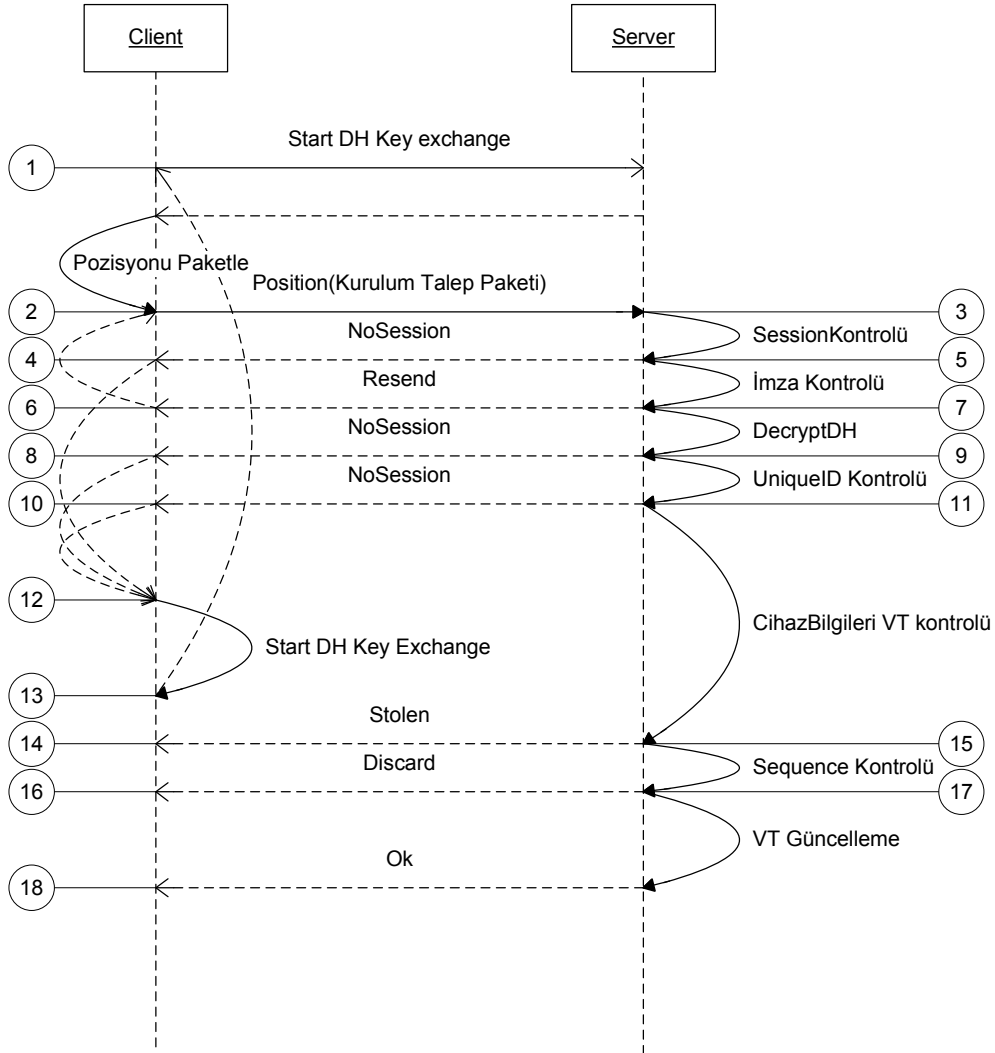 Client
Server
Start DH Key exchange
1
Pozisyonu Paketle
Position(Kurulum Talep Paketi)
2
3
NoSession
SessionKontrolü
4
5
Resend
İmza Kontrolü
6
7
NoSession
DecryptDH
8
9
NoSession
UniqueID Kontrolü
10
11
12
CihazBilgileri VT kontrolü
Start DH Key Exchange
13
Stolen
14
15
Discard
Sequence Kontrolü
16
17
VT Güncelleme
Ok
18